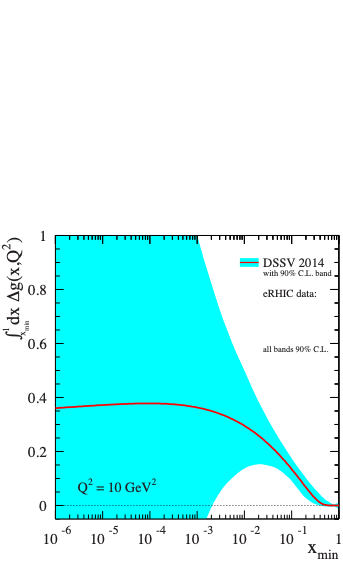 ∫¹ₓₘᵢₙ dx Δg(x,Q²)
1
0.8
0.6
0.4
0.2
0
DSSV 2014
with 90% C.L. band
eRHIC data:
all bands 90% C.L.
Q² = 10 GeV²
10⁻⁶ 10⁻⁵ 10⁻⁴ 10⁻³ 10⁻² 10⁻¹ 1
xₘᵢₙ